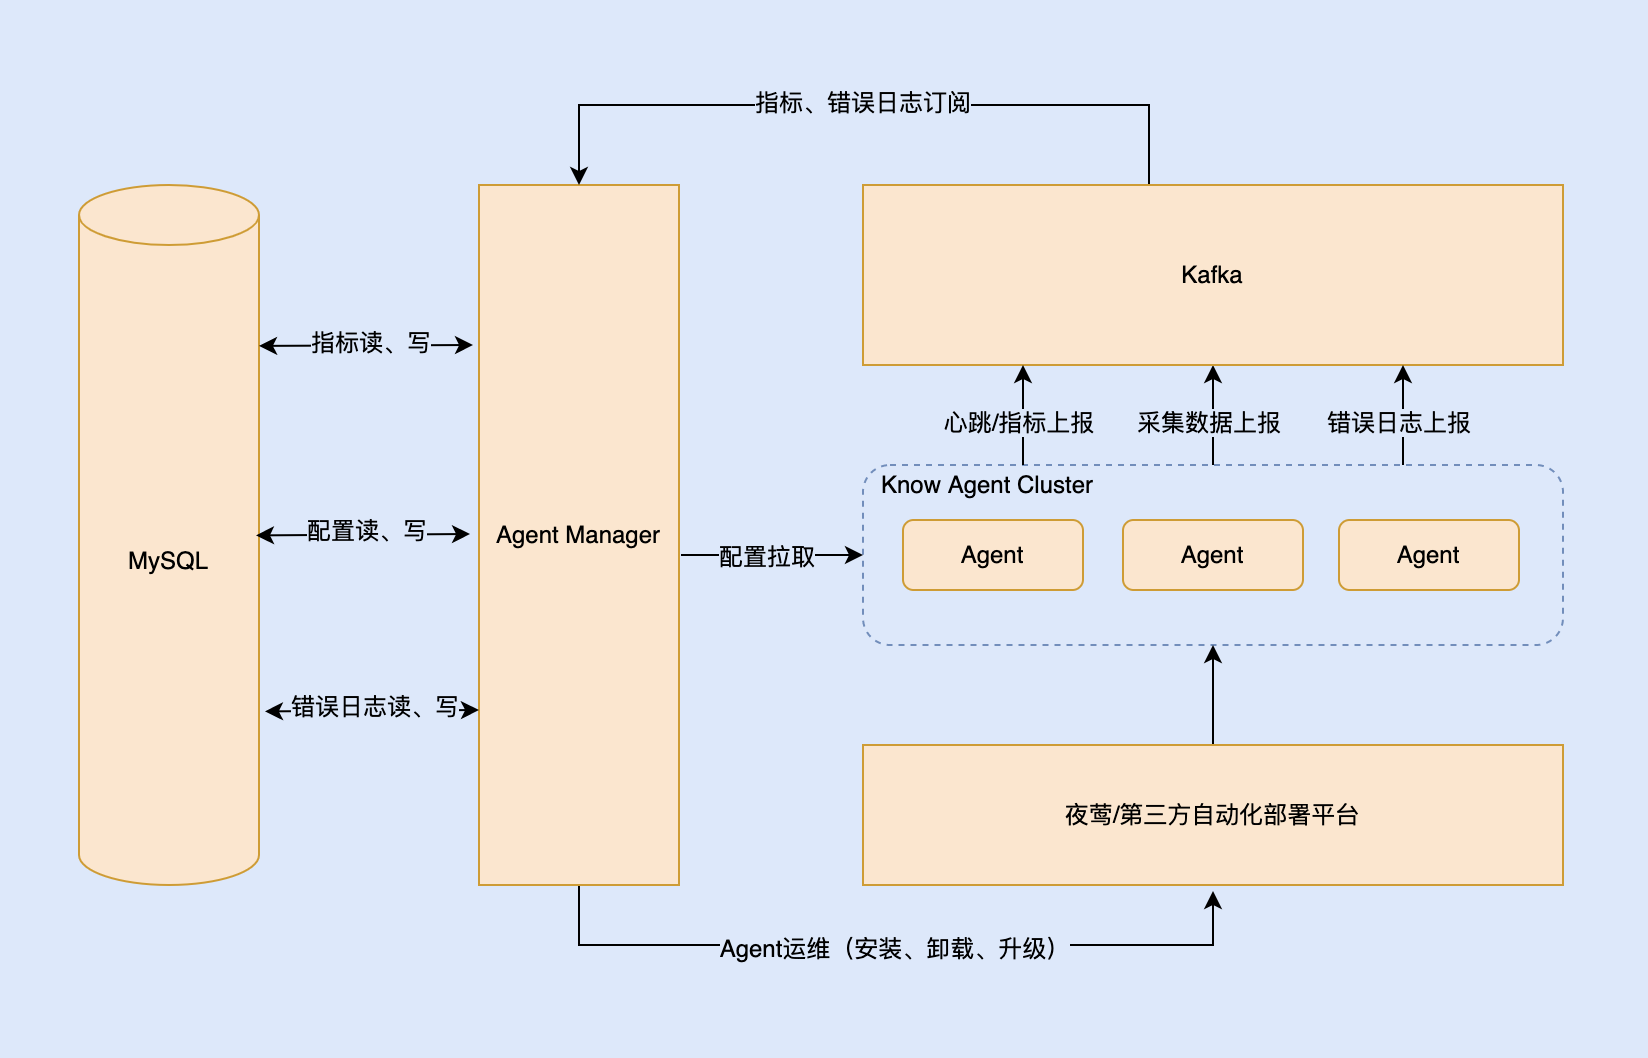 指标、错误日志订阅
Kafka
指标读、写
心跳/指标上报
采集数据上报
错误日志上报
Know Agent Cluster
配置读、写
Agent Manager
MySQL
配置拉取
Agent
Agent
Agent
错误日志读、写
夜莺/第三方自动化部署平台
Agent运维（安装、卸载、升级）